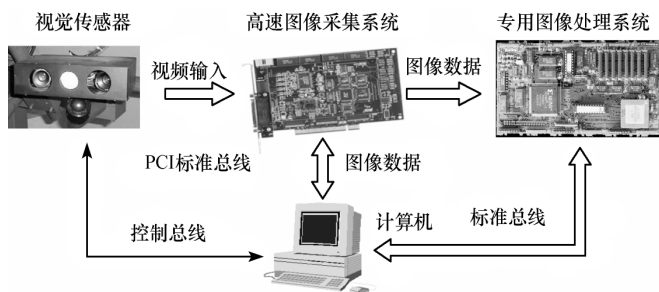 视觉传感器
高速图像采集系统
专用图像处理系统
视频输入
图像数据
PCI标准总线
图像数据
控制总线
计算机
标准总线